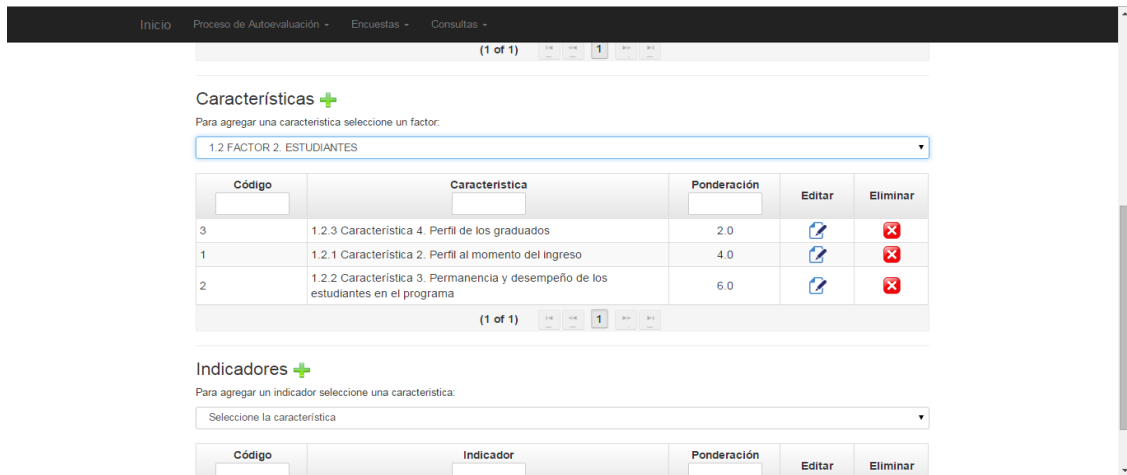 Inicio Proceso de Autoevaluación Encuestas Consultas
(1 of 1) 1
Características
Para agregar una caracteristica seleccione un factor:
1.2 FACTOR 2. ESTUDIANTES
Código Caracteristica Ponderación Editar Eliminar
3 1.2.3 Característica 4. Perfil de los graduados 2.0
1 1.2.1 Característica 2. Perfil al momento del ingreso 4.0
2 1.2.2 Característica 3. Permanencia y desempeño de los estudiantes en el programa 6.0
(1 of 1) 1
Indicadores
Para agregar un indicador seleccione una caracteristica:
Seleccione la característica
Código Indicador Ponderación Editar Eliminar